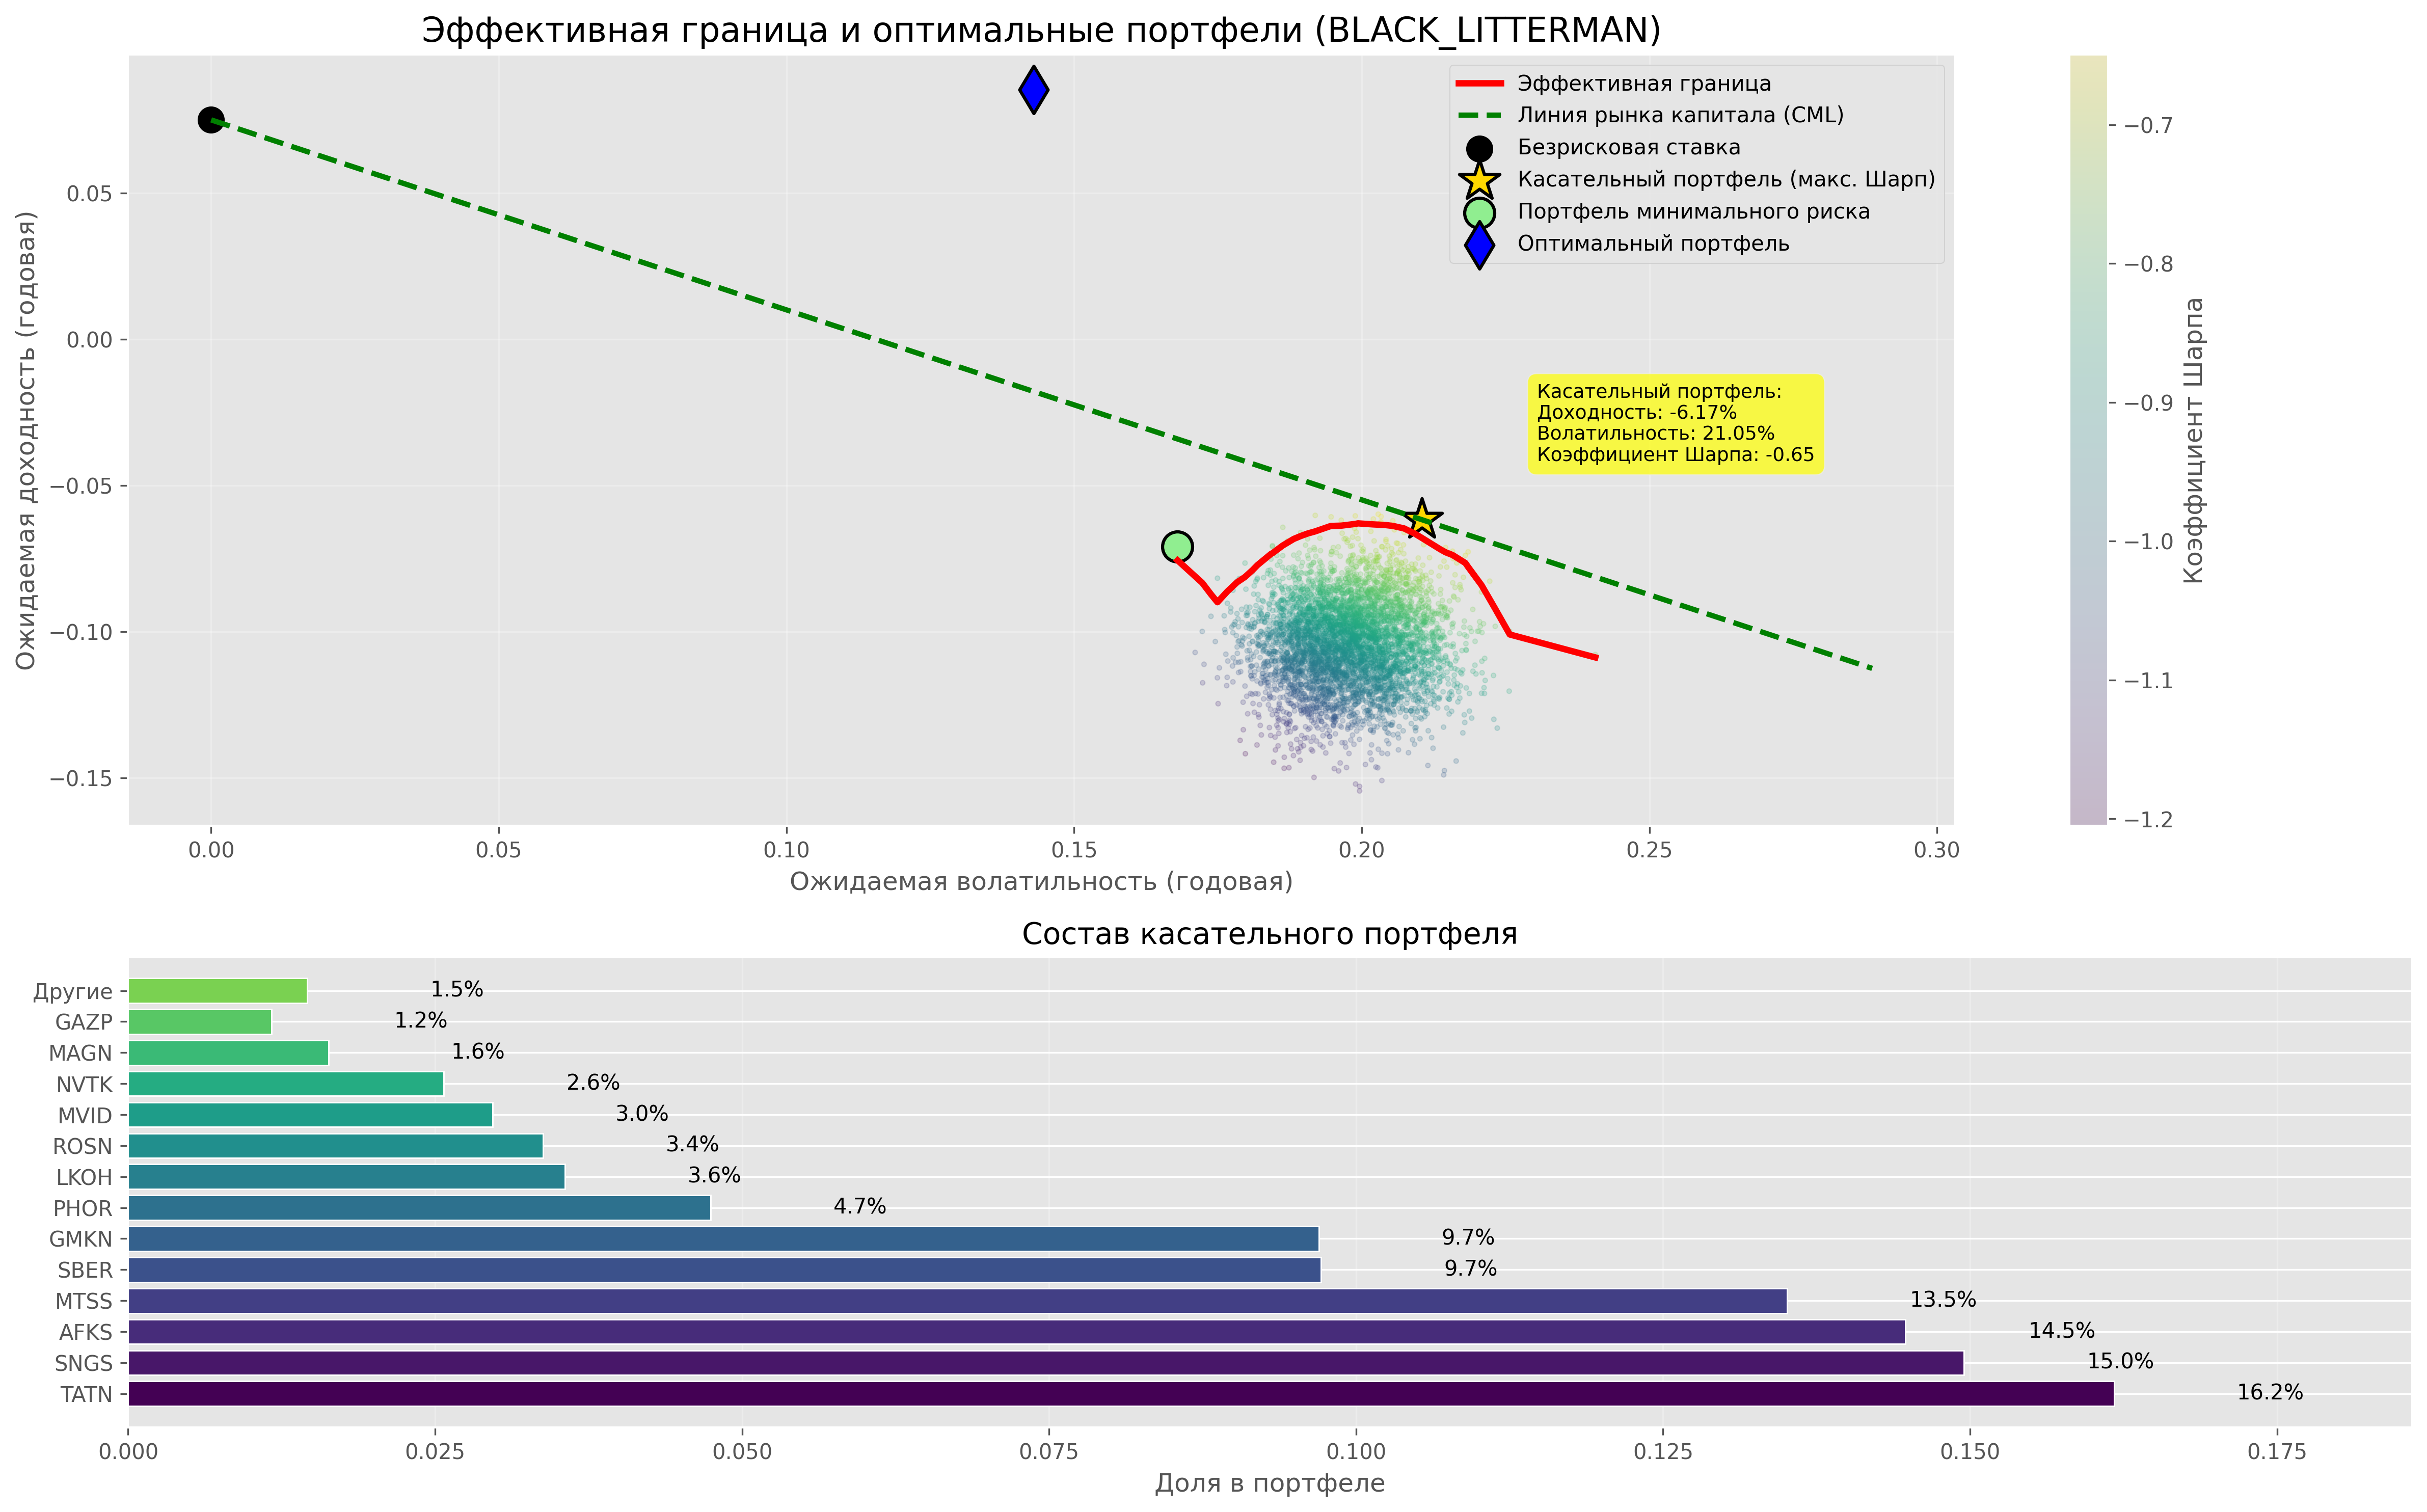 Эффективная граница и оптимальные портфели (BLACK_LITTERMAN)
Эффективная граница
Линия рынка капитала (CML)
Безрисковая ставка
Касательный портфель (макс. Шарп)
Портфель минимального риска
Оптимальный портфель
Ожидаемая доходность (годовая)
0.05
0.00
−0.05
−0.10
−0.15
Касательный портфель:
Доходность: -6.17%
Волатильность: 21.05%
Коэффициент Шарпа: -0.65
0.00 0.05 0.10 0.15 0.20 0.25 0.30
Ожидаемая волатильность (годовая)
−0.7
−0.8
−0.9
−1.0
−1.1
−1.2
Коэффициент Шарпа
Состав касательного портфеля
Другие 1.5%
GAZP 1.2%
MAGN 1.6%
NVTK 2.6%
MVID 3.0%
ROSN 3.4%
LKOH 3.6%
PHOR 4.7%
GMKN 9.7%
SBER 9.7%
MTSS 13.5%
AFKS 14.5%
SNGS 15.0%
TATN 16.2%
0.000 0.025 0.050 0.075 0.100 0.125 0.150 0.175
Доля в портфеле